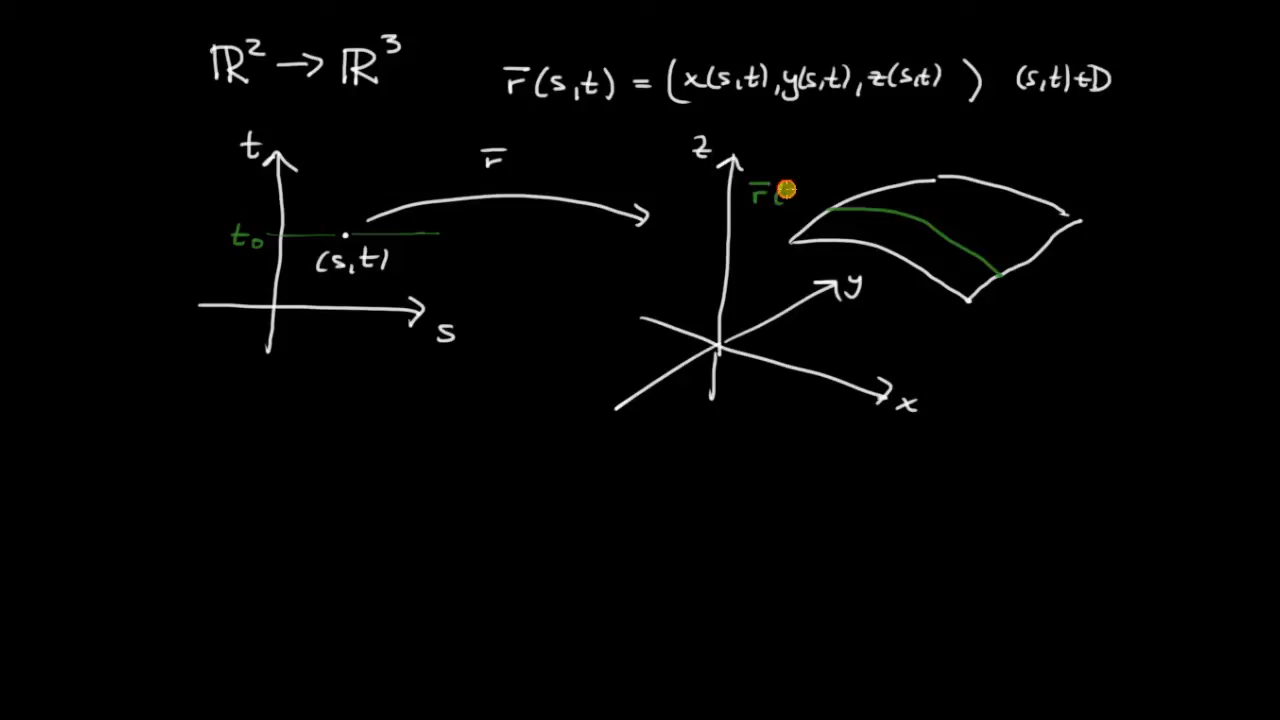 ℝ² → ℝ³
r̄(s,t) = (x(s,t), y(s,t), z(s,t)) (s,t)∈D
t
r̄
z
r̄(
t₀
(s,t)
y
s
x